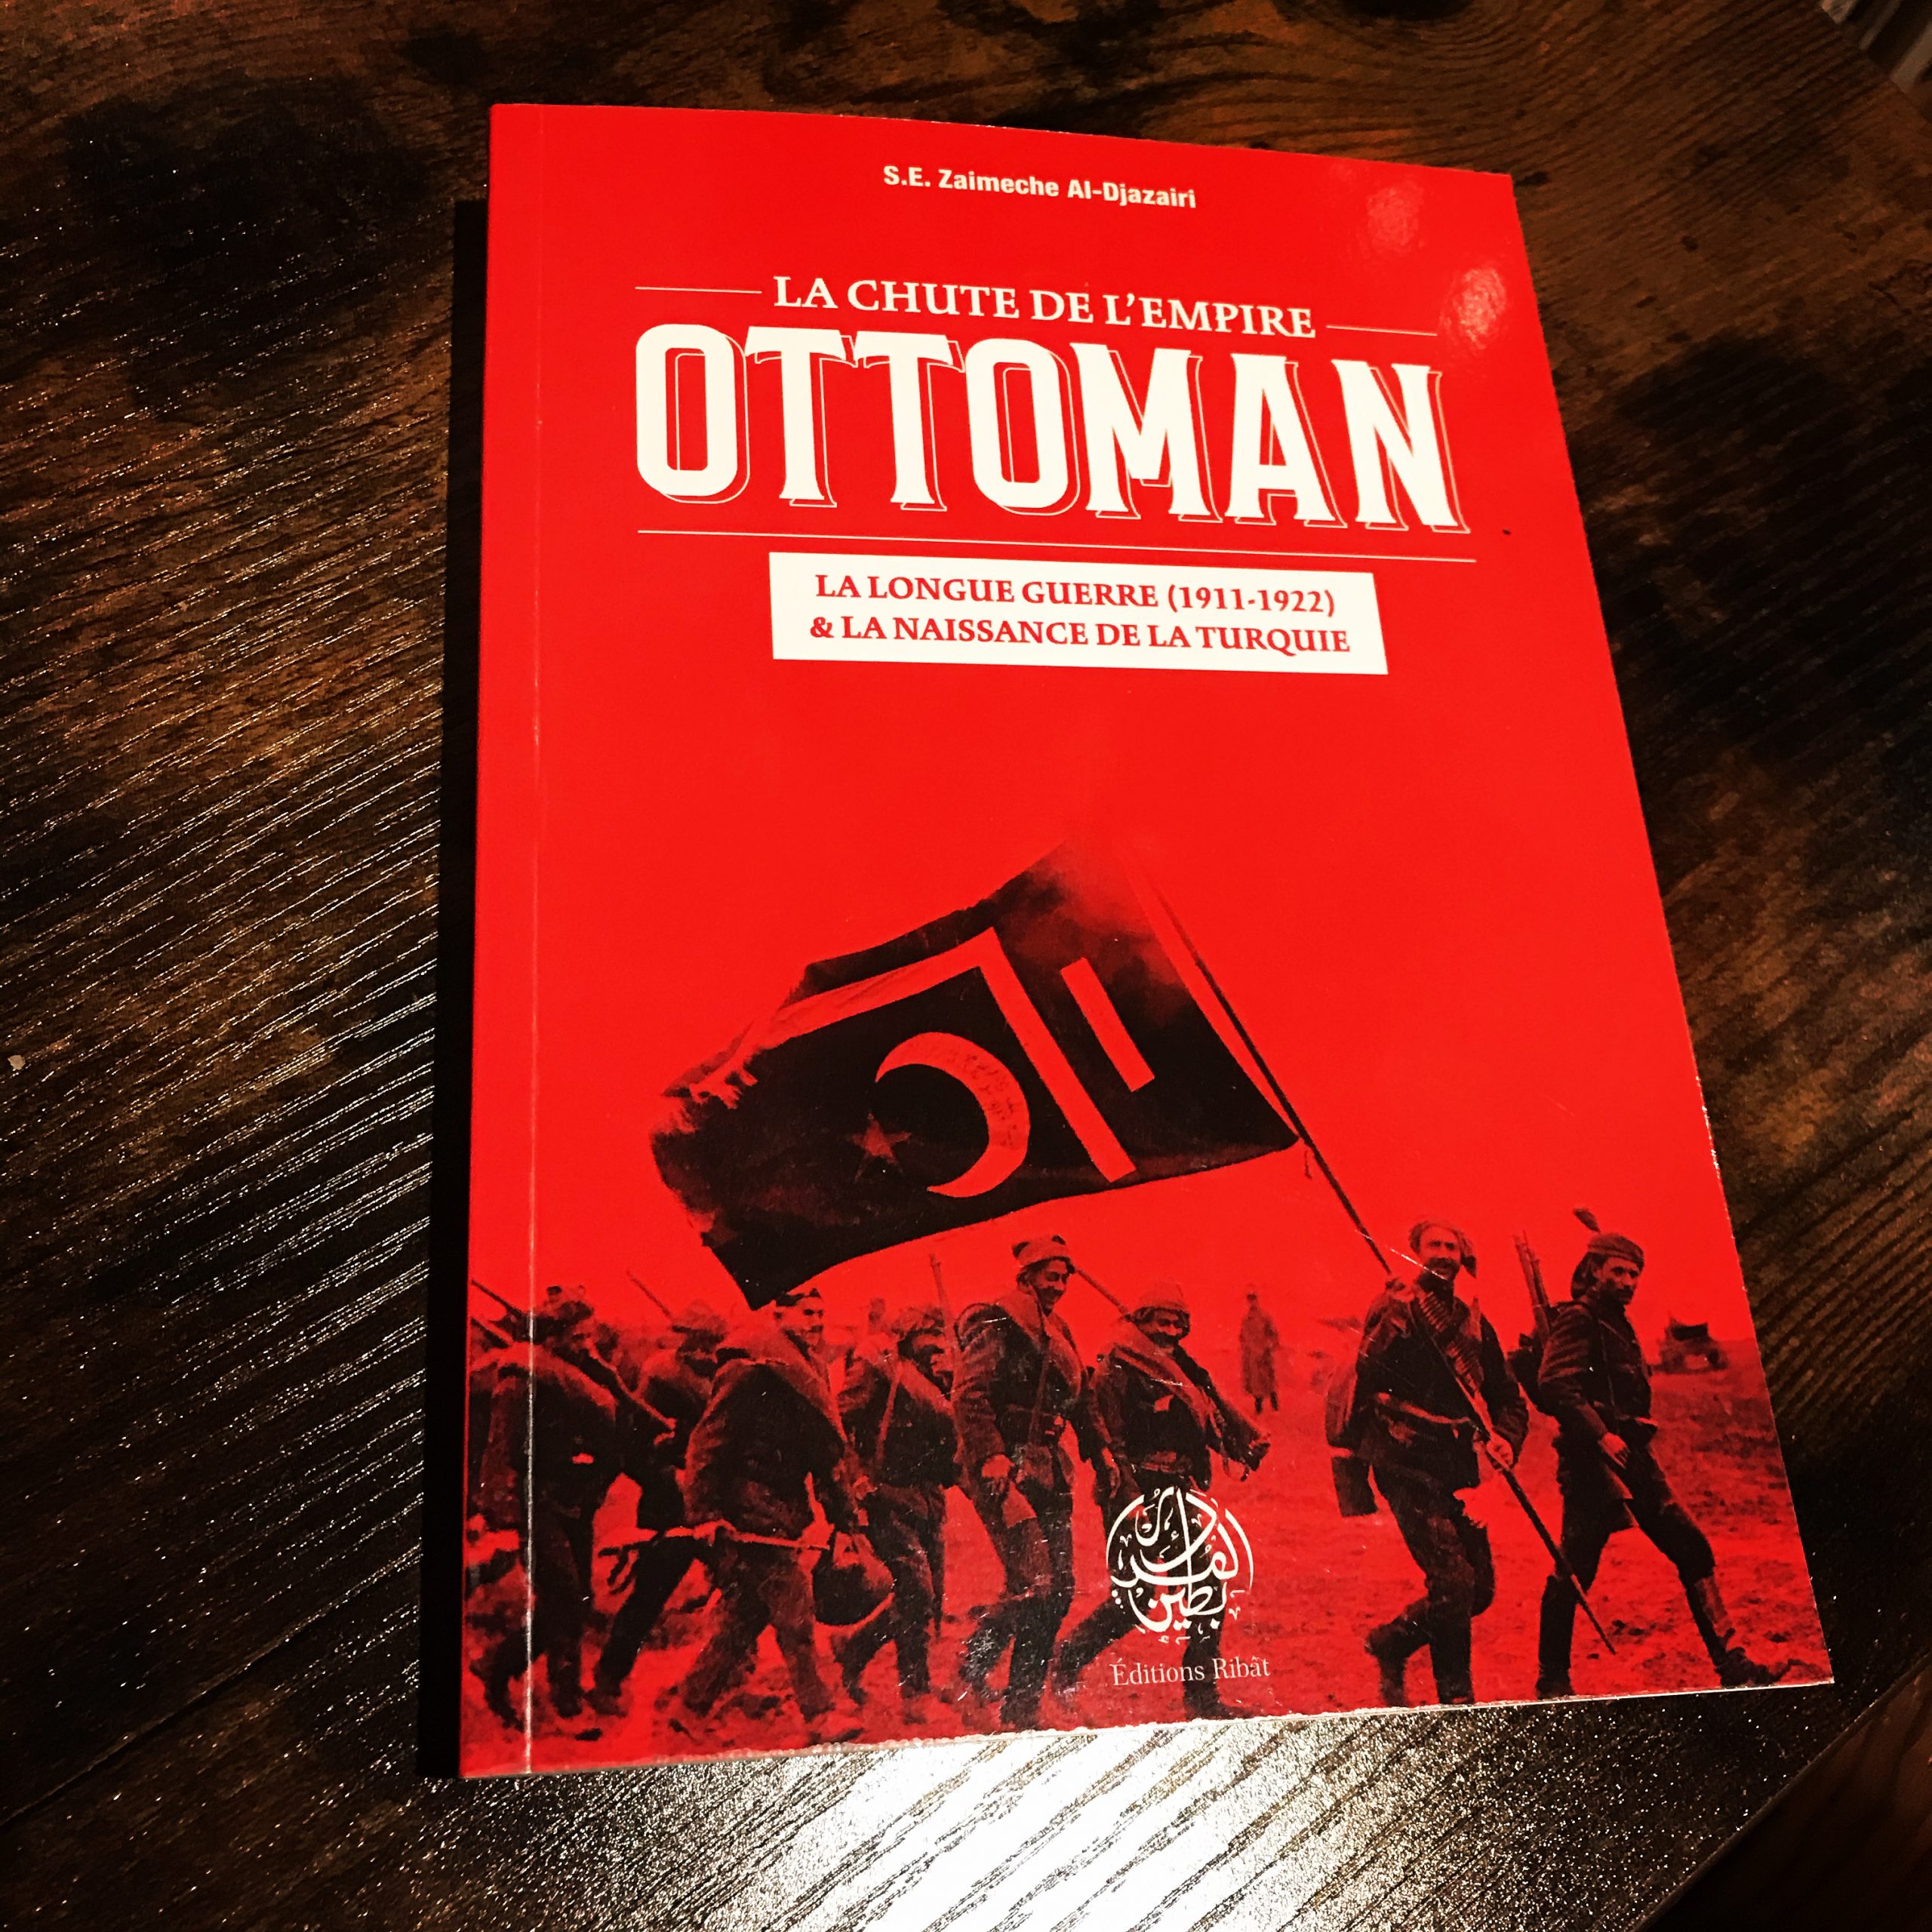 S.E. Zaimeche Al-Djazairi
LA CHUTE DE L'EMPIRE
OTTOMAN
LA LONGUE GUERRE (1911-1922)
& LA NAISSANCE DE LA TURQUIE
Éditions Ribât